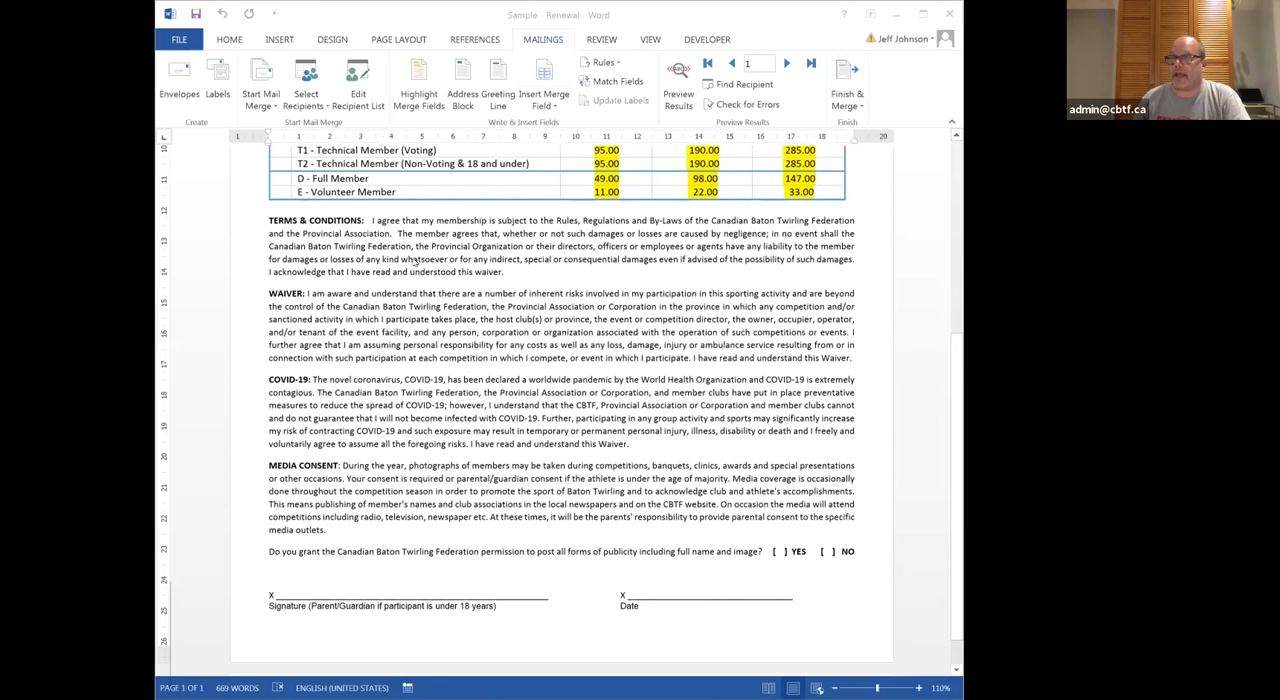 Sample - Renewal - Word
?
FILE HOME INSERT DESIGN PAGE LAYOUT REFERENCES MAILINGS REVIEW VIEW DEVELOPER
Jeff Johnson
Envelopes Labels
Start Mail Merge
Select Recipients
Edit Recipient List
Highlight Merge Fields
Address Block
Greeting Line
Insert Merge Field
Rules
Match Fields
Update Labels
Preview Results
1
Find Recipient
Check for Errors
Finish & Merge
Create Start Mail Merge Write & Insert Fields Preview Results Finish
1 1 2 3 4 5 6 7 8 9 10 11 12 13 14 15 16 17 18 20
T1 - Technical Member (Voting) 95.00 190.00 285.00
T2 - Technical Member (Non-Voting & 18 and under) 95.00 190.00 285.00
D - Full Member 49.00 98.00 147.00
E - Volunteer Member 11.00 22.00 33.00
TERMS & CONDITIONS: I agree that my membership is subject to the Rules, Regulations and By-Laws of the Canadian Baton Twirling Federation
and the Provincial Association. The member agrees that, whether or not such damages or losses are caused by negligence; in no event shall the
Canadian Baton Twirling Federation, the Provincial Organization or their directors, officers or employees or agents have any liability to the member
for damages or losses of any kind whatsoever or for any indirect, special or consequential damages even if advised of the possibility of such damages.
I acknowledge that I have read and understood this waiver.
WAIVER: I am aware and understand that there are a number of inherent risks involved in my participation in this sporting activity and are beyond
the control of the Canadian Baton Twirling Federation, the Provincial Association or Corporation in the province in which any competition and/or
sanctioned activity in which I participate takes place, the host club(s) or province, the event or competition director, the owner, occupier, operator,
and/or tenant of the event facility, and any person, corporation or organization associated with the operation of such competitions or events. I
further agree that I am assuming personal responsibility for any costs as well as any loss, damage, injury or ambulance service resulting from or in
connection with such participation at each competition in which I compete, or event in which I participate. I have read and understand this Waiver.
COVID-19: The novel coronavirus, COVID-19, has been declared a worldwide pandemic by the World Health Organization and COVID-19 is extremely
contagious. The Canadian Baton Twirling Federation, the Provincial Association or Corporation, and member clubs have put in place preventative
measures to reduce the spread of COVID-19; however, I understand that the CBTF, Provincial Association or Corporation and member clubs cannot
and do not guarantee that I will not become infected with COVID-19. Further, participating in any group activity and sports may significantly increase
my risk of contracting COVID-19 and such exposure may result in temporary or permanent personal injury, illness, disability or death and I freely and
voluntarily agree to assume all the foregoing risks. I have read and understand this Waiver.
MEDIA CONSENT: During the year, photographs of members may be taken during competitions, banquets, clinics, awards and special presentations
or other occasions. Your consent is required or parental/guardian consent if the athlete is under the age of majority. Media coverage is occasionally
done throughout the competition season in order to promote the sport of Baton Twirling and to acknowledge club and athlete's accomplishments.
This means publishing of member's names and club associations in the local newspapers and on the CBTF website. On occasion the media will attend
competitions including radio, television, newspaper etc. At these times, it will be the parents' responsibility to provide parental consent to the specific
media outlets.
Do you grant the Canadian Baton Twirling Federation permission to post all forms of publicity including full name and image? [ ] YES [ ] NO
X ____ X ____
Signature (Parent/Guardian if participant is under 18 years) Date
PAGE 1 OF 1 669 WORDS ENGLISH (UNITED STATES) 110%
admin@cbtf.ca